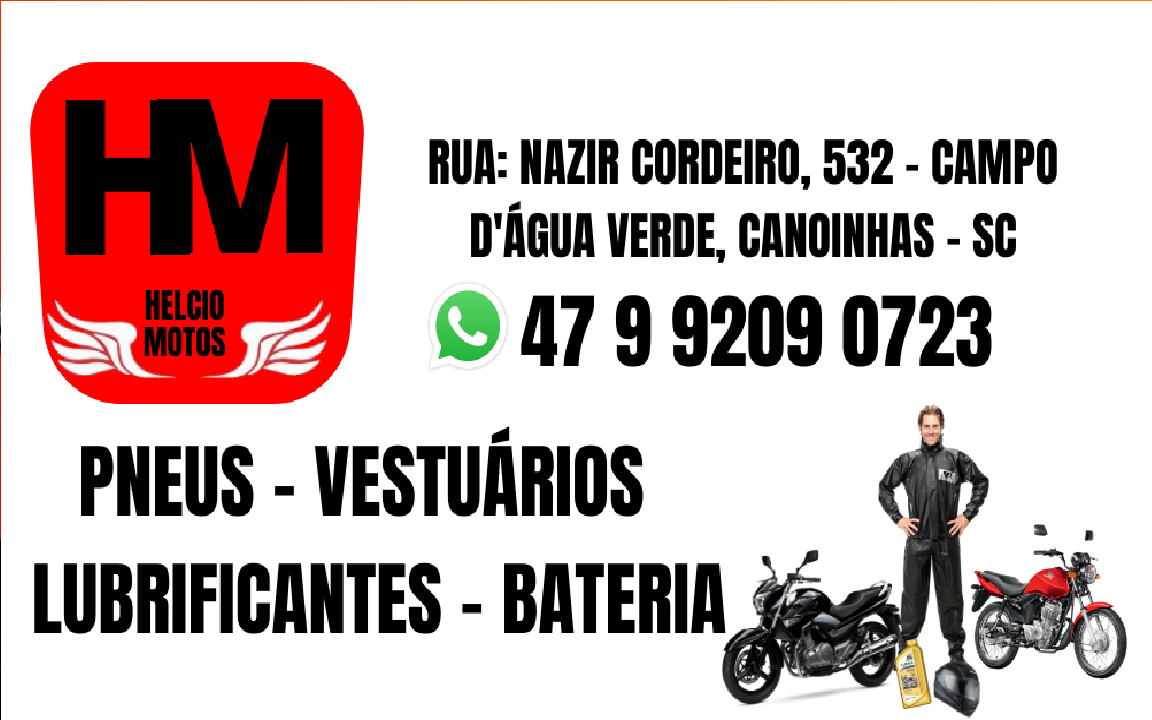 HM
HELCIO
MOTOS
RUA: NAZIR CORDEIRO, 532 - CAMPO
D'ÁGUA VERDE, CANOINHAS - SC
47 9 9209 0723
PNEUS - VESTUÁRIOS
LUBRIFICANTES - BATERIA